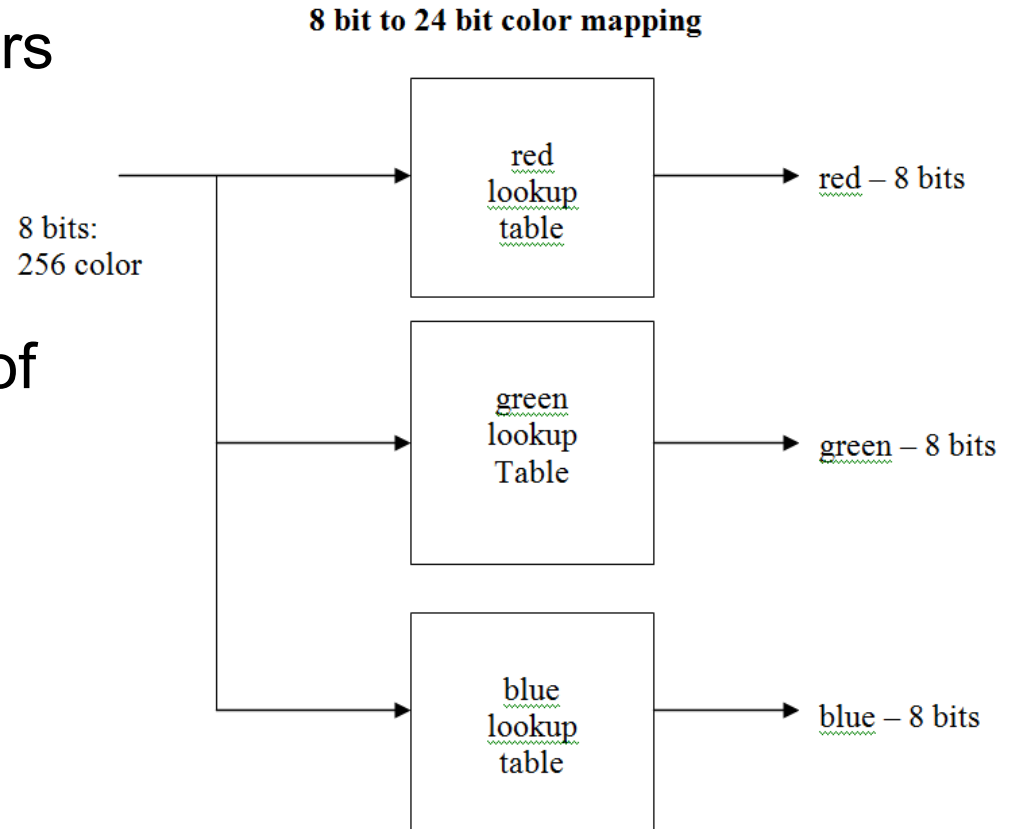 8 bit to 24 bit color mapping
rs
red
lookup
table
red – 8 bits
8 bits:
256 color
of
green
lookup
Table
green – 8 bits
blue
lookup
table
blue – 8 bits